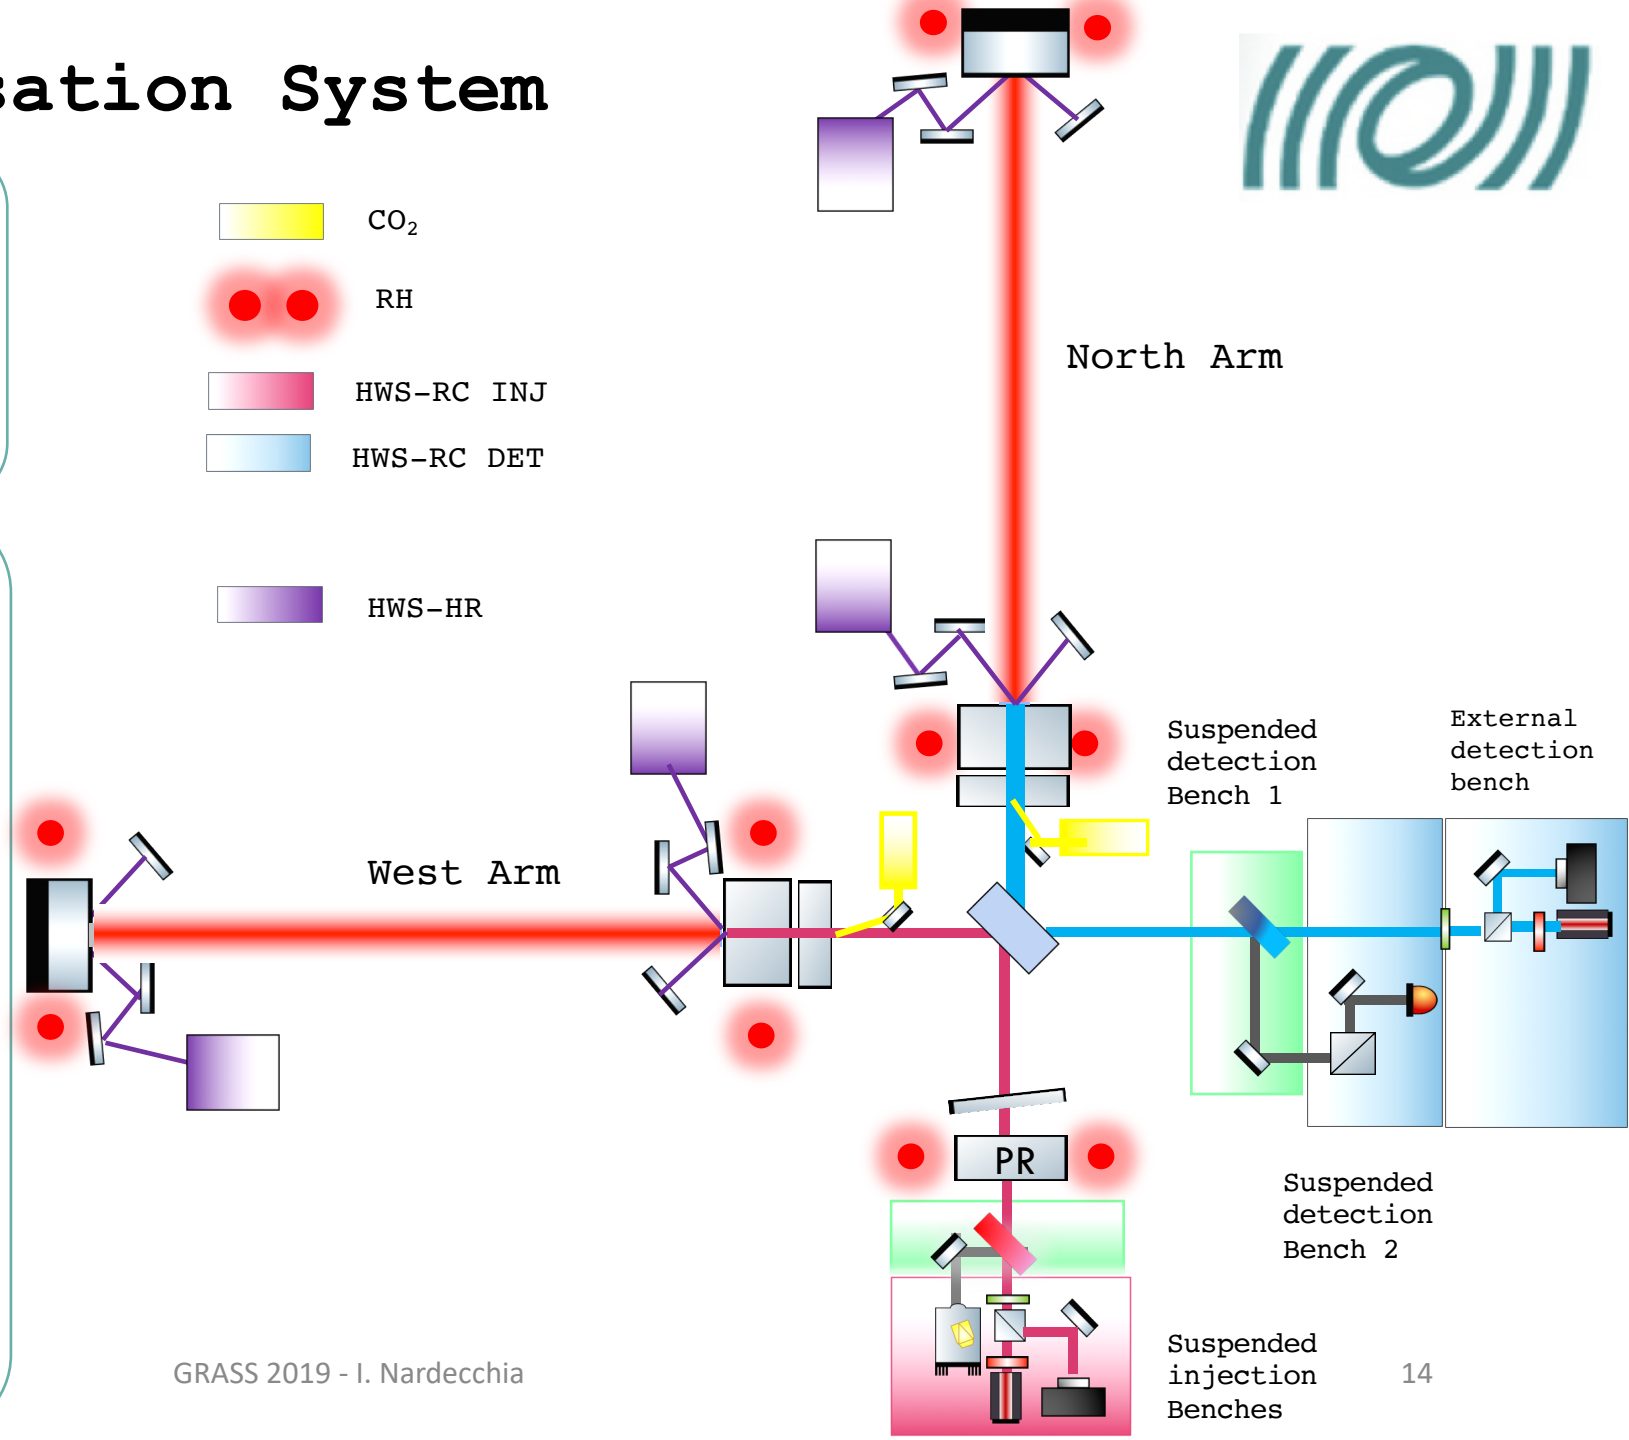 sation System
CO₂
RH
HWS-RC INJ
HWS-RC DET
HWS-HR
North Arm
West Arm
Suspended
detection
Bench 1
External
detection
bench
PR
Suspended
detection
Bench 2
Suspended
injection
Benches
GRASS 2019 - I. Nardecchia
14